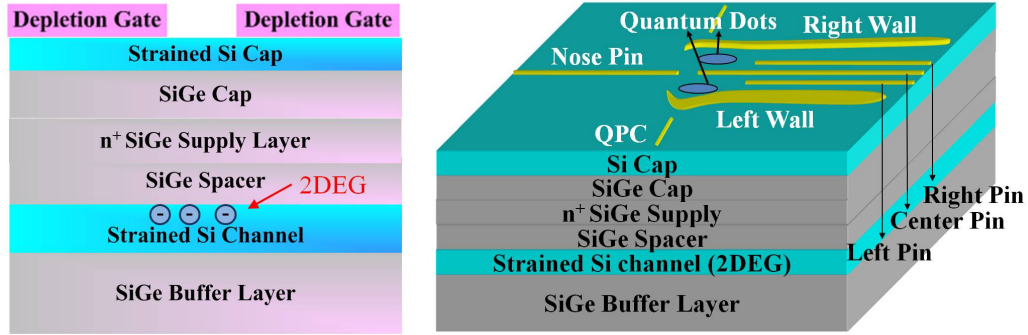 Depletion Gate
Depletion Gate
Strained Si Cap
SiGe Cap
n⁺ SiGe Supply Layer
SiGe Spacer
2DEG
- - -
Strained Si Channel
SiGe Buffer Layer
Quantum Dots
Right Wall
Nose Pin
Left Wall
QPC
Si Cap
SiGe Cap
n⁺ SiGe Supply
SiGe Spacer
Strained Si channel (2DEG)
SiGe Buffer Layer
Right Pin
Center Pin
Left Pin